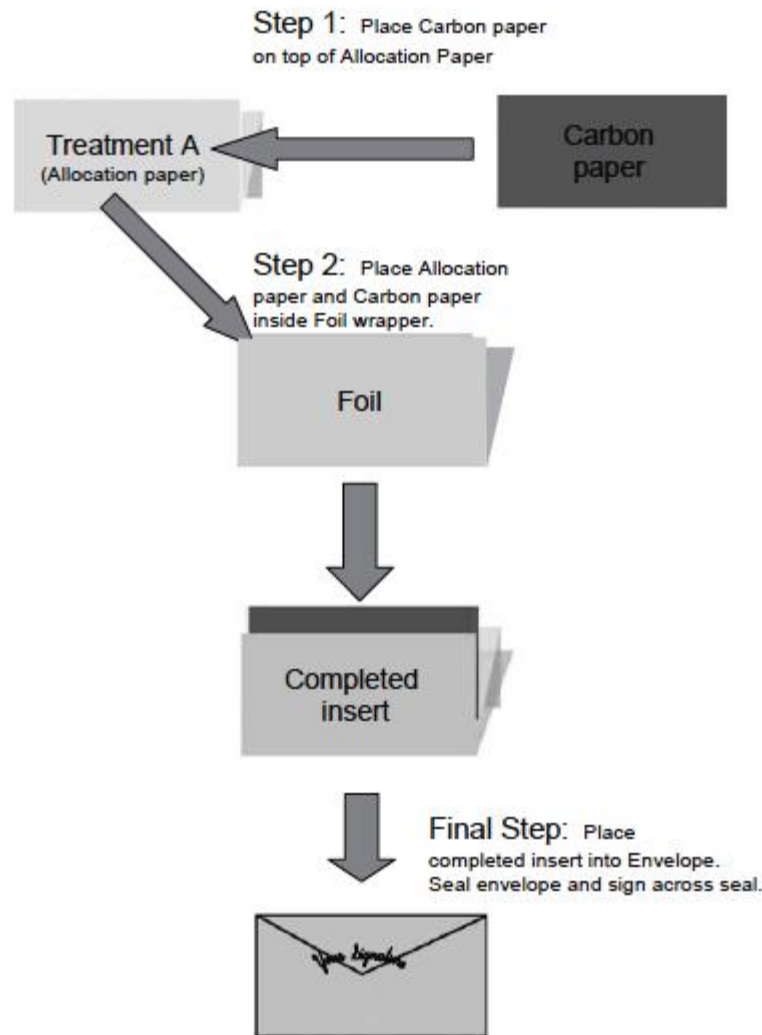 Step 1: Place Carbon paper
on top of Allocation Paper
Treatment A
(Allocation paper)
Carbon
paper
Step 2: Place Allocation
paper and Carbon paper
inside Foil wrapper.
Foil
Completed
insert
Final Step: Place
completed insert into Envelope.
Seal envelope and sign across seal.
Your Signature